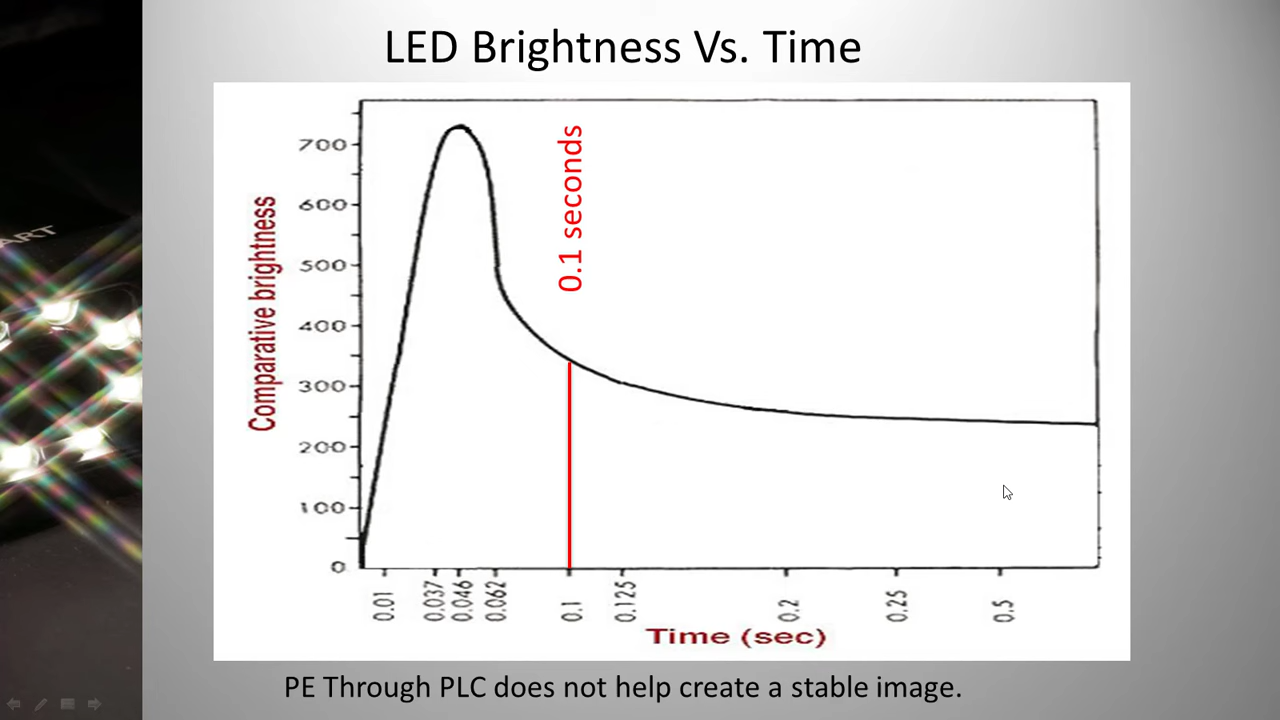 LED Brightness Vs. Time
ART
Comparative brightness
700
600
500
400
300
200
100
0
0.1 seconds
0.01
0.037
0.046
0.062
0.1
0.125
0.2
0.25
0.5
Time (sec)
PE Through PLC does not help create a stable image.